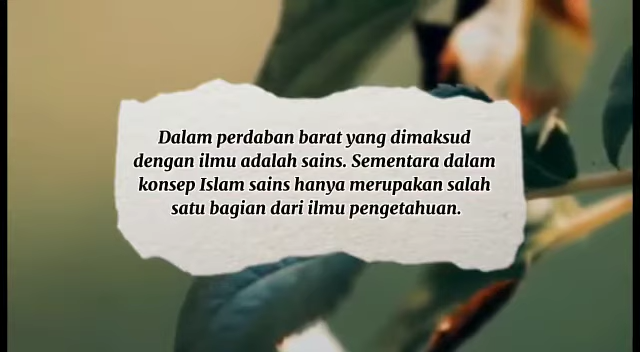 Dalam perdaban barat yang dimaksud
dengan ilmu adalah sains. Sementara dalam
konsep Islam sains hanya merupakan salah
satu bagian dari ilmu pengetahuan.